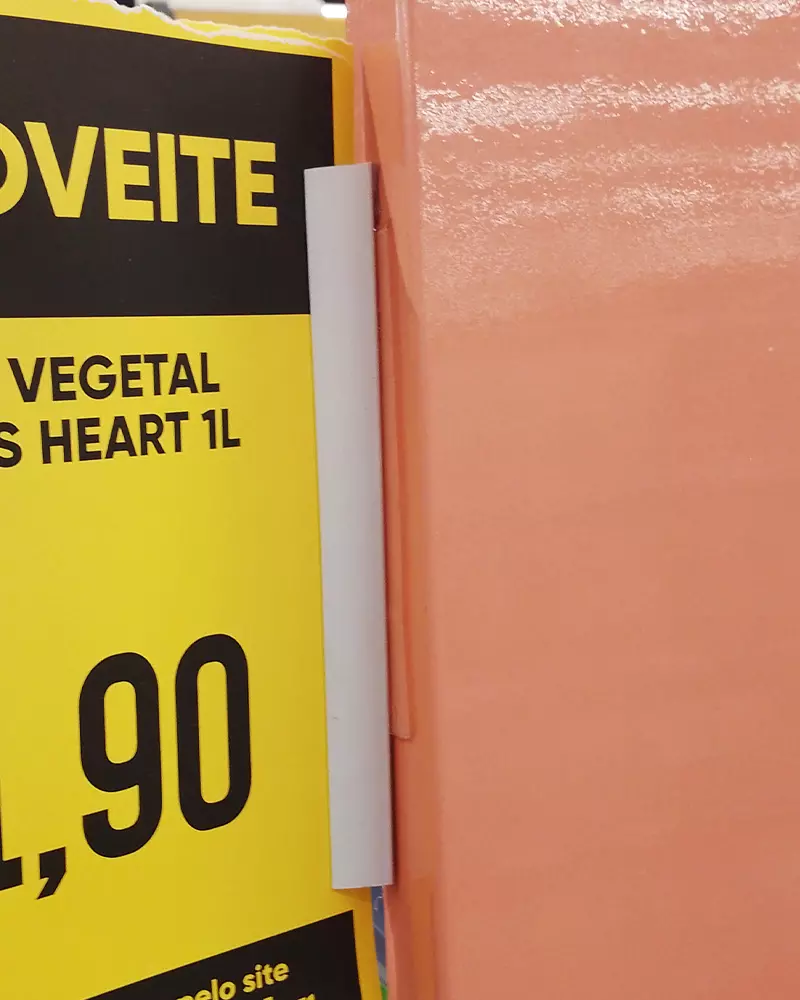 OVEITE
VEGETAL
S HEART 1L
,90
pelo site